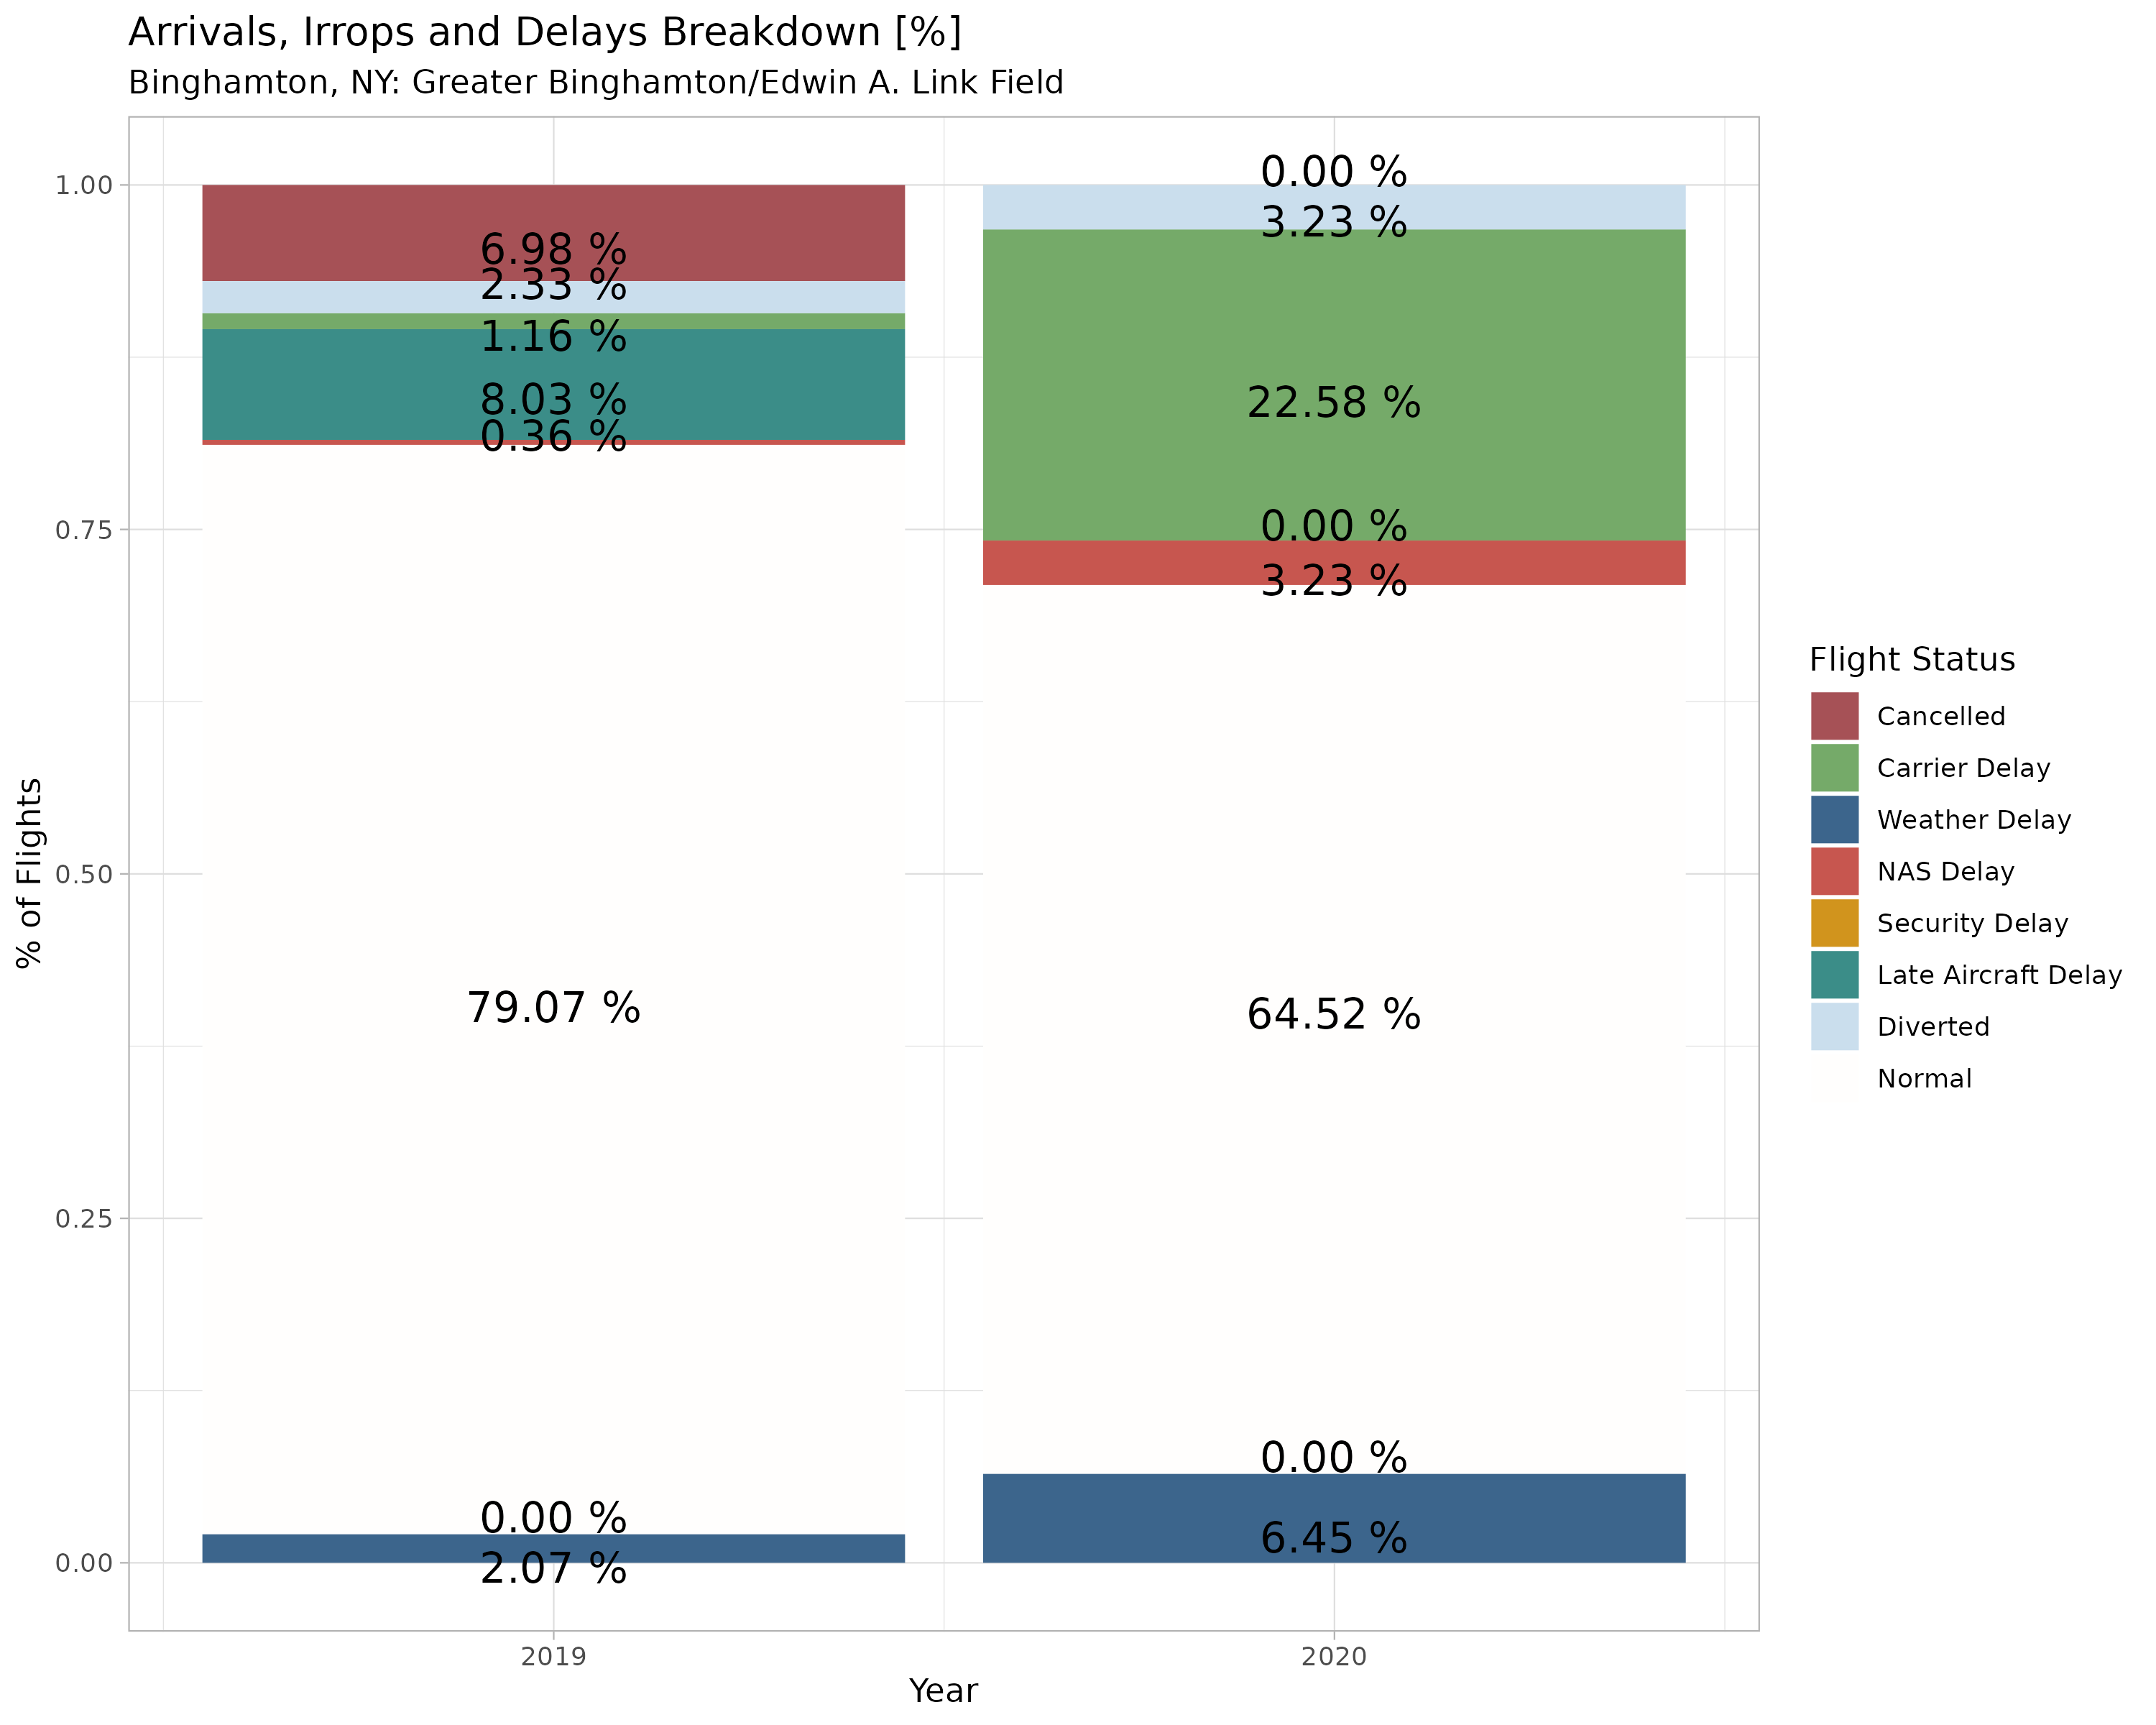 Arrivals, Irrops and Delays Breakdown [%]
Binghamton, NY: Greater Binghamton/Edwin A. Link Field
% of Flights
1.00
0.75
0.50
0.25
0.00
6.98 %
2.33 %
1.16 %
8.03 %
0.36 %
79.07 %
0.00 %
2.07 %
0.00 %
3.23 %
22.58 %
0.00 %
3.23 %
64.52 %
0.00 %
6.45 %
2019
2020
Year
Flight Status
Cancelled
Carrier Delay
Weather Delay
NAS Delay
Security Delay
Late Aircraft Delay
Diverted
Normal